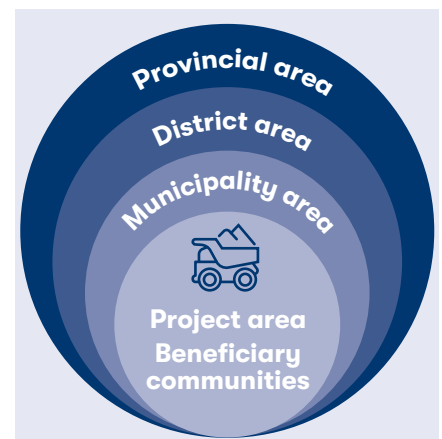 Provincial area
District area
Municipality area
Project area
Beneficiary
communities